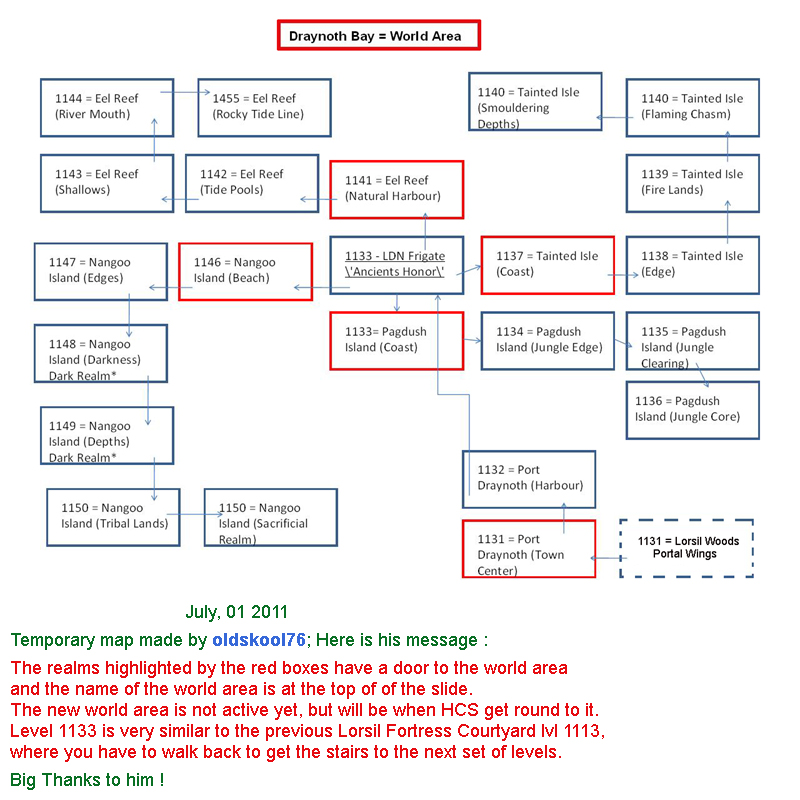 Draynoth Bay = World Area
1144 = Eel Reef
(River Mouth)
1455 = Eel Reef
(Rocky Tide Line)
1140 = Tainted Isle
(Smouldering
Depths)
1140 = Tainted Isle
(Flaming Chasm)
1143 = Eel Reef
(Shallows)
1142 = Eel Reef
(Tide Pools)
1141 = Eel Reef
(Natural Harbour)
1139 = Tainted Isle
(Fire Lands)
1147 = Nangoo
Island (Edges)
1146 = Nangoo
Island (Beach)
1133 - LDN Frigate
\'Ancients Honor\'
1137 = Tainted Isle
(Coast)
1138 = Tainted Isle
(Edge)
1148 = Nangoo
Island (Darkness)
Dark Realm*
1133= Pagdush
Island (Coast)
1134 = Pagdush
Island (Jungle Edge)
1135 = Pagdush
Island (Jungle
Clearing)
1136 = Pagdush
Island (Jungle Core)
1149 = Nangoo
Island (Depths)
Dark Realm*
1132 = Port
Draynoth (Harbour)
1150 = Nangoo
Island (Tribal Lands)
1150 = Nangoo
Island (Sacrificial
Realm)
1131 = Port
Draynoth (Town
Center)
1131 = Lorsil Woods
Portal Wings
July, 01 2011
Temporary map made by oldskool76; Here is his message :
The realms highlighted by the red boxes have a door to the world area
and the name of the world area is at the top of of the slide.
The new world area is not active yet, but will be when HCS get round to it.
Level 1133 is very similar to the previous Lorsil Fortress Courtyard lvl 1113,
where you have to walk back to get the stairs to the next set of levels.
Big Thanks to him !